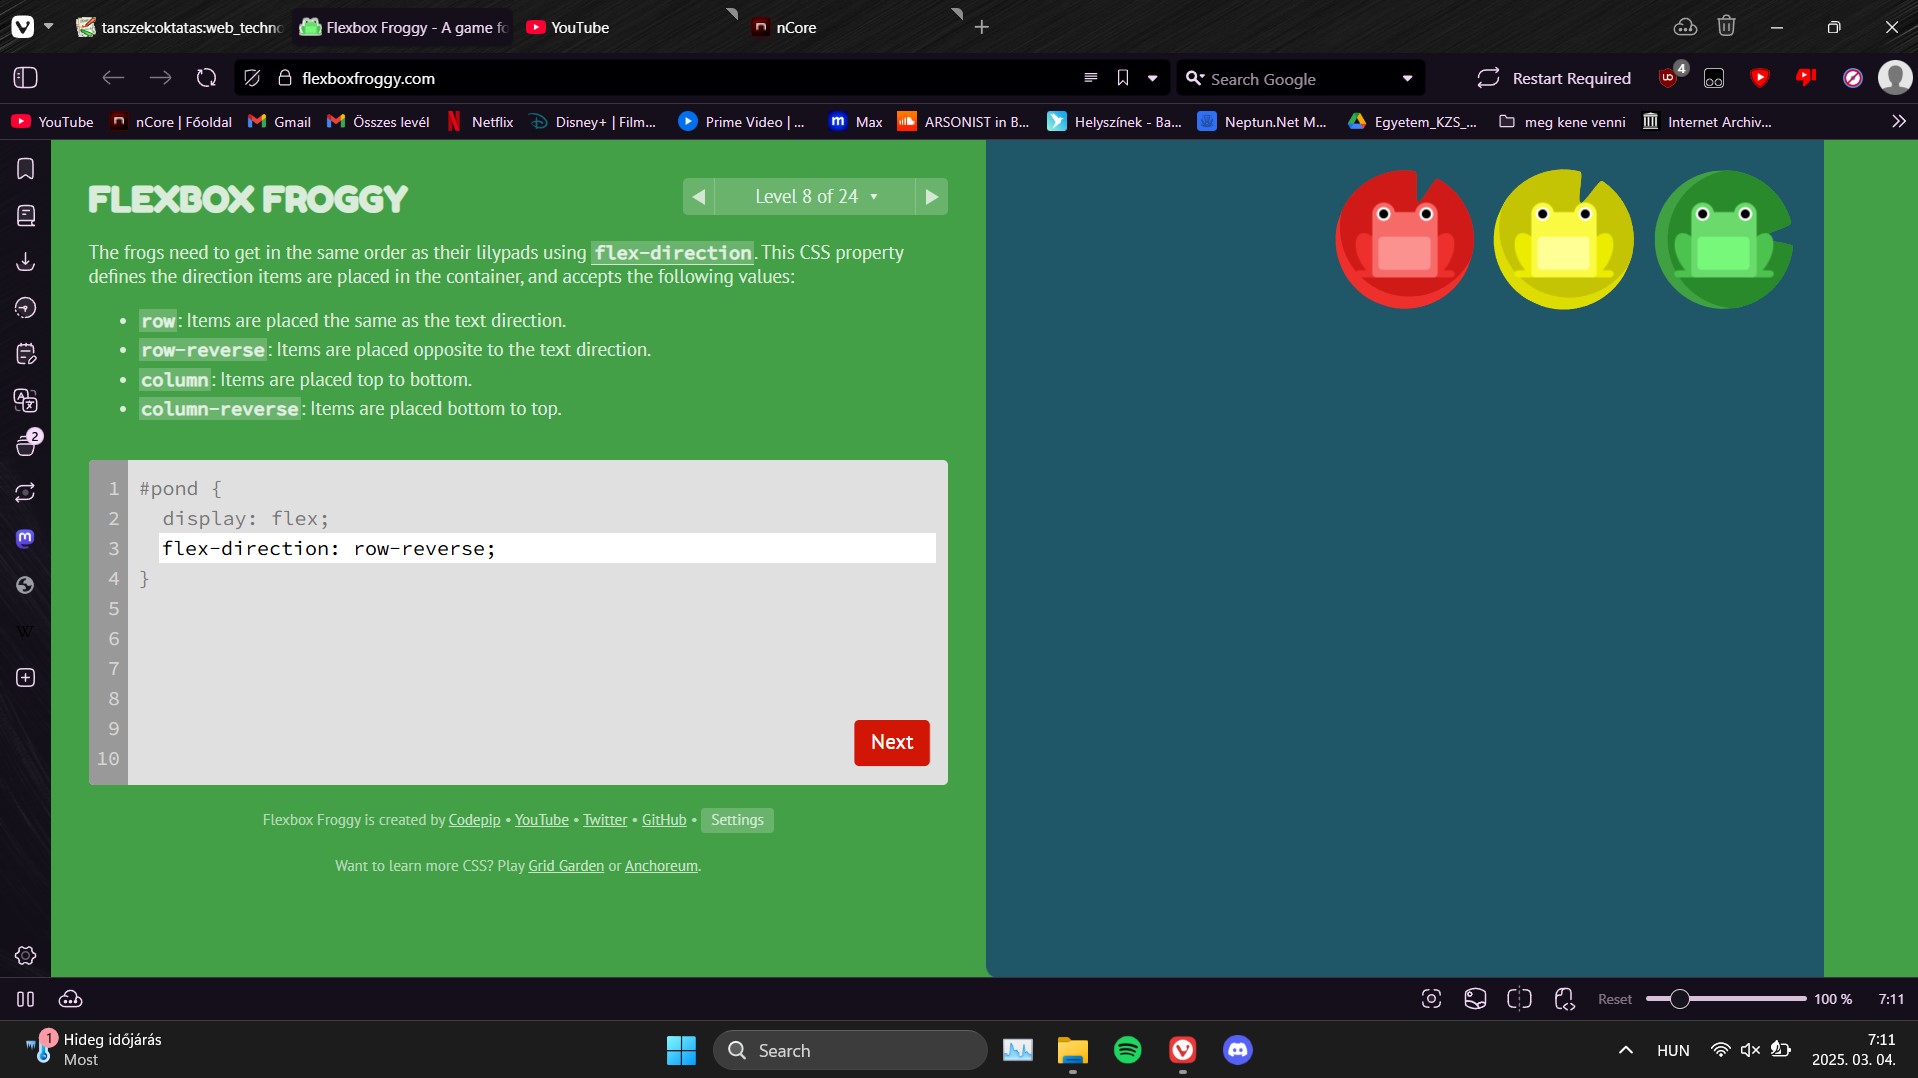 tanszek:oktatas:web_techno
Flexbox Froggy - A game fo
YouTube
nCore
flexboxfroggy.com
Search Google
Restart Required
4
YouTube
nCore | Főoldal
Gmail
Összes levél
Netflix
Disney+ | Film...
Prime Video | ...
Max
ARSONIST in B...
Helyszínek - Ba...
Neptun.Net M...
Egyetem_KZS_...
meg kene venni
Internet Archiv...
2
FLEXBOX FROGGY
Level 8 of 24
The frogs need to get in the same order as their lilypads using flex-direction. This CSS property
defines the direction items are placed in the container, and accepts the following values:
• row: Items are placed the same as the text direction.
• row-reverse: Items are placed opposite to the text direction.
• column: Items are placed top to bottom.
• column-reverse: Items are placed bottom to top.
1 #pond {
2 display: flex;
3 flex-direction: row-reverse;
4 }
5
6
7
8
9
10
Next
Flexbox Froggy is created by Codepip • YouTube • Twitter • GitHub • Settings
Want to learn more CSS? Play Grid Garden or Anchoreum.
Reset
100 %
7:11
1
Hideg időjárás
Most
Search
HUN
7:11
2025. 03. 04.